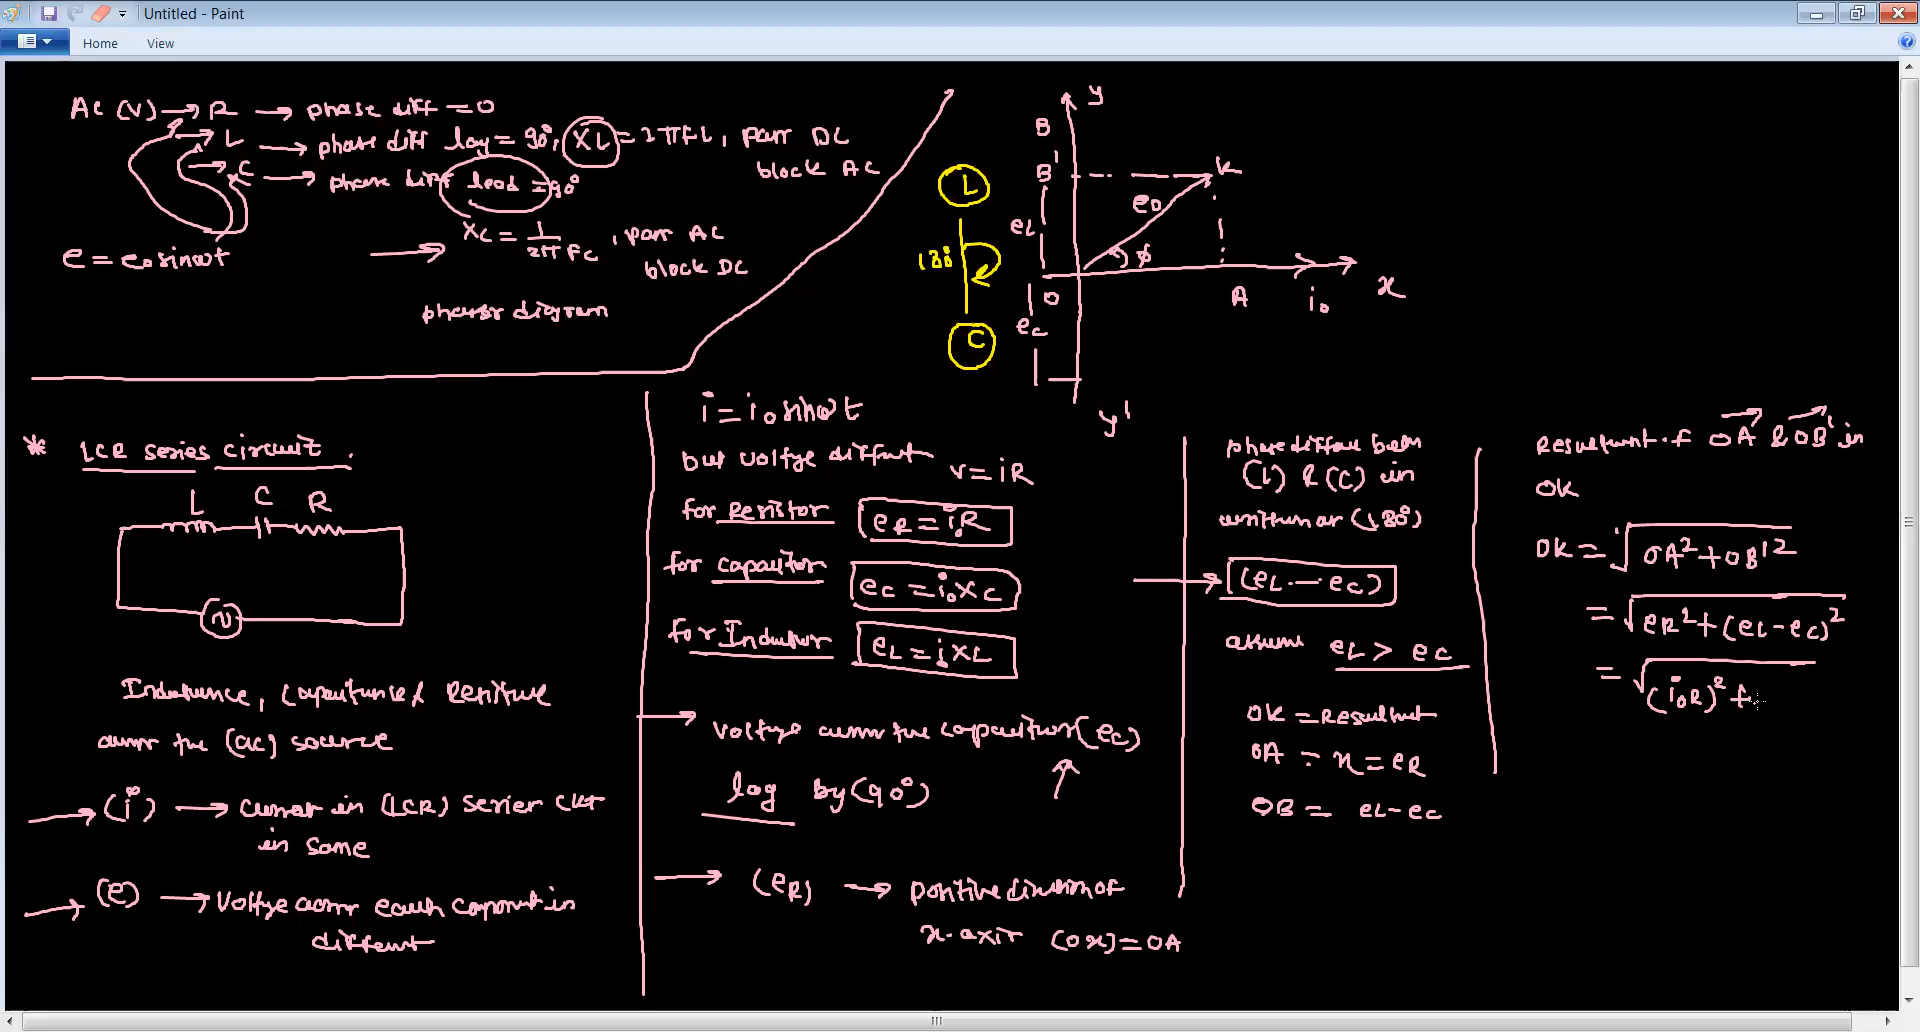 Untitled - Paint
Home View
AC (V) → R → phase diff = 0
→ L → phase diff lag = 90°, XL = 2πFL, pass DC
block AC
→ C → phase diff lead = 90°
XC = 1/2πFC, pass AC
block DC
e = e₀ sinωt
phasor diagram
L
180°
C
y
B
B'
K
eL
e₀
ϕ
O
A
i₀
x
eC
y'
* LCR series circuit.
L C R
Inductance, capacitance & Resistance
across the (ac) source
→ (i) → current in (LCR) series CKT
in same
→ (e) → Voltage across each component is
different
i = i₀ sinωt
but voltage different v = iR
for Resistor eR = i₀R
for capacitor eC = i₀XC
for Inductor eL = i₀XL
→ voltage across the capacitor (eC)
lag by (90°)
→ (eR) → positive direction of
x-axis (ox) = OA
phase difference between
(L) & (C) is
written as (180°)
→ (eL - eC)
assume eL > eC
OK = Resultant
OA = x = eR
OB = eL - eC
Resultant of OA & OB' is
OK
OK = √OA² + OB'²
= √eR² + (eL - eC)²
= √(i₀R)² +